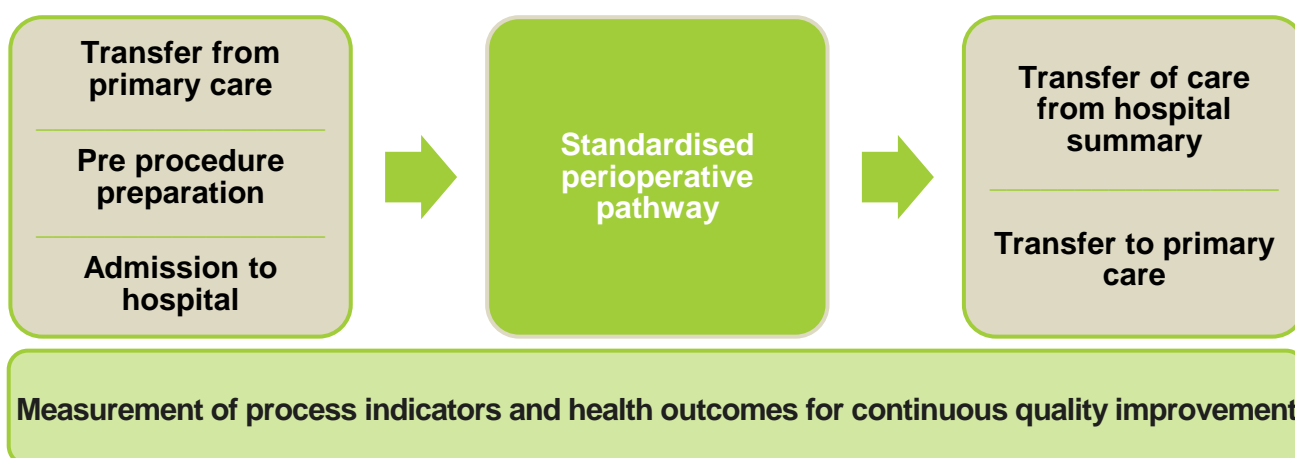 Transfer from
primary care
Pre procedure
preparation
Admission to
hospital
Standardised
perioperative
pathway
Transfer of care
from hospital
summary
Transfer to primary
care
Measurement of process indicators and health outcomes for continuous quality improvement